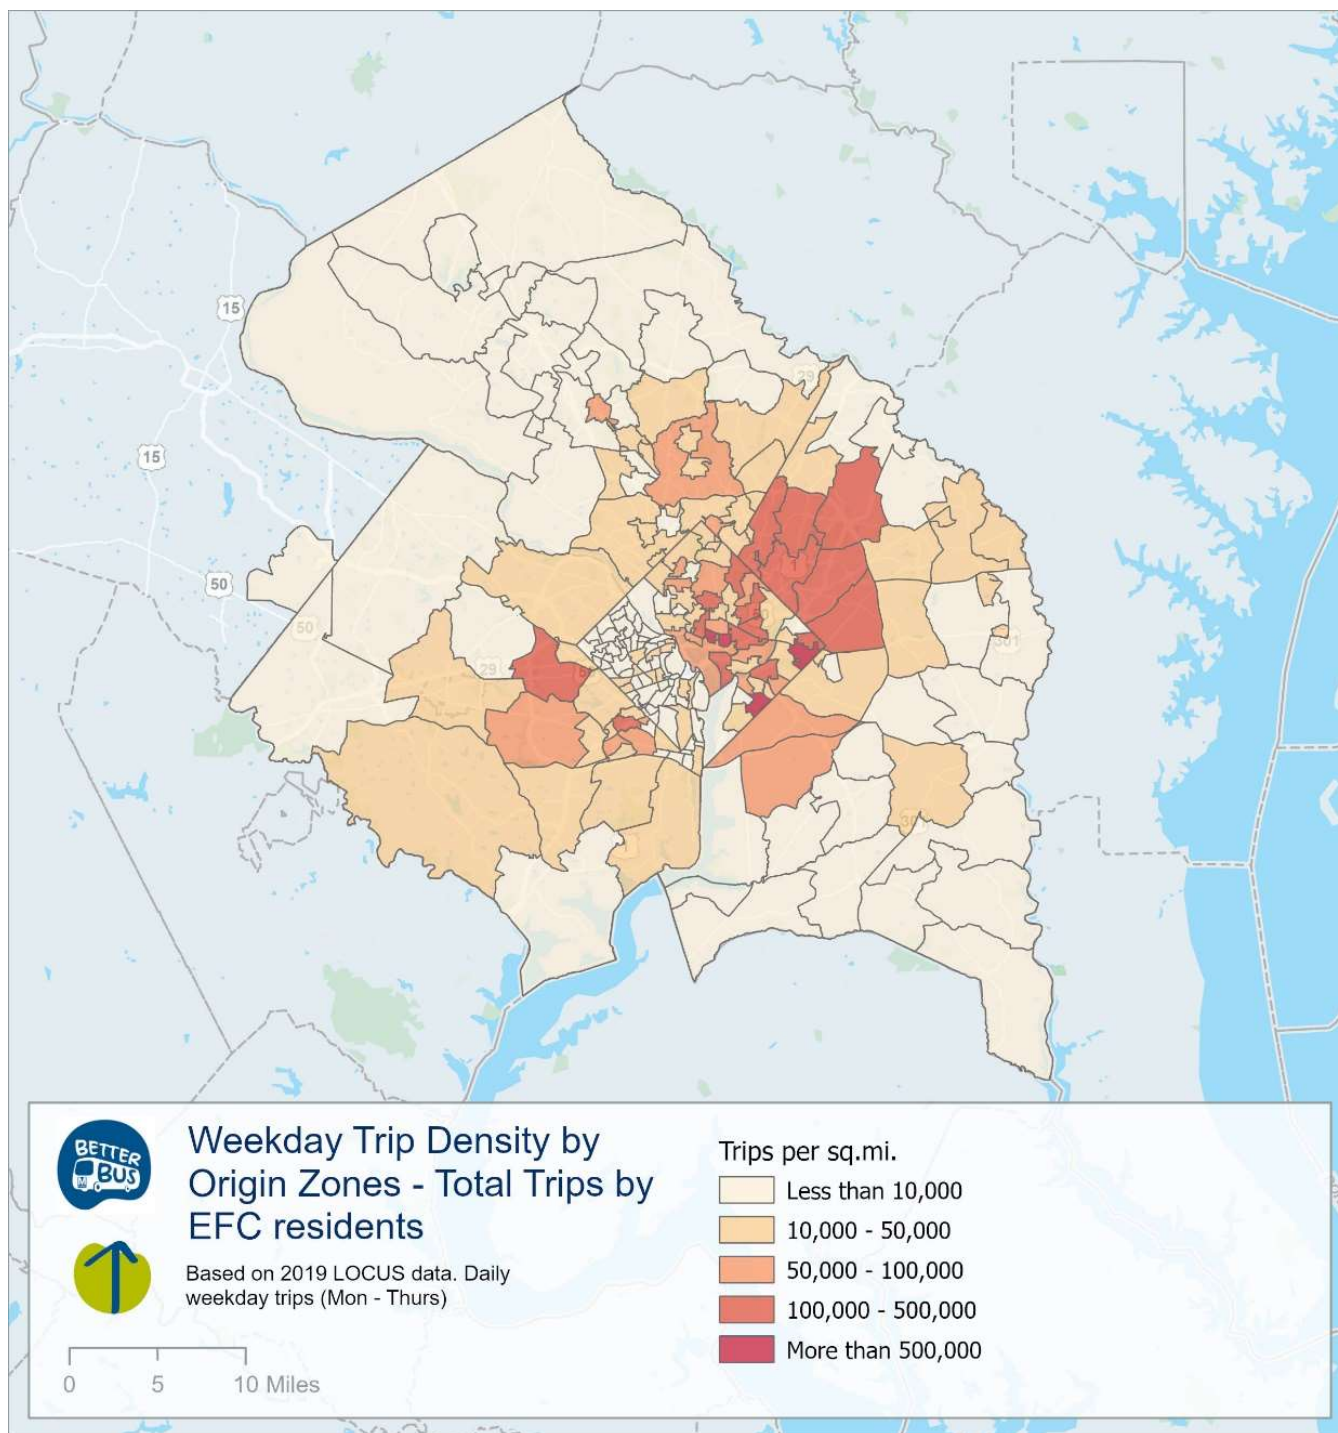 29
15
15
1
50
50
50
29
301
BETTER
BUS
M
Weekday Trip Density by
Origin Zones - Total Trips by
EFC residents
Based on 2019 LOCUS data. Daily
weekday trips (Mon - Thurs)
0 5 10 Miles
Trips per sq.mi.
Less than 10,000
10,000 - 50,000
50,000 - 100,000
100,000 - 500,000
More than 500,000